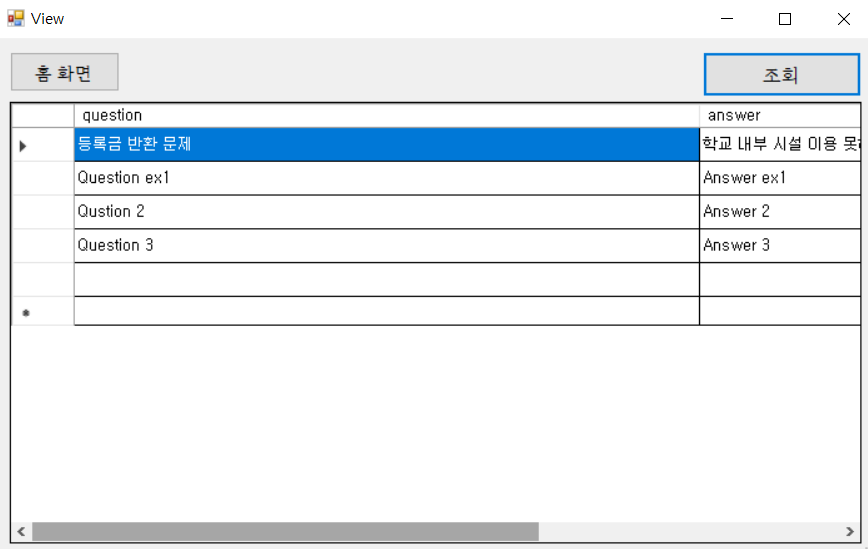 View
홈 화면
조회
question answer
등록금 반환 문제 학교 내부 시설 이용
Question ex1 Answer ex1
Qustion 2 Answer 2
Question 3 Answer 3